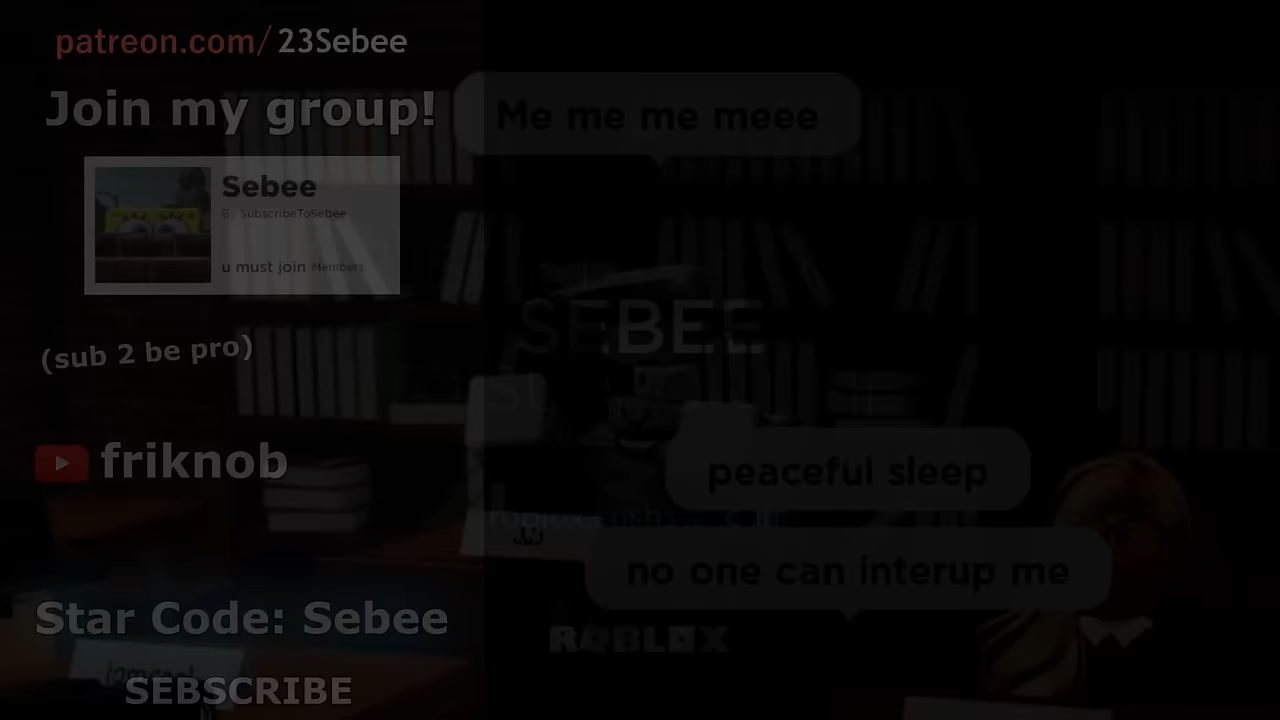 patreon.com/23Sebee
Join my group!
Me me me meee
Sebee
By SubscribeToSebee
u must join Members
SEBEE
(sub 2 be pro)
friknob
peaceful sleep
no one can interup me
Star Code: Sebee
ROBLOX
SEBSCRIBE